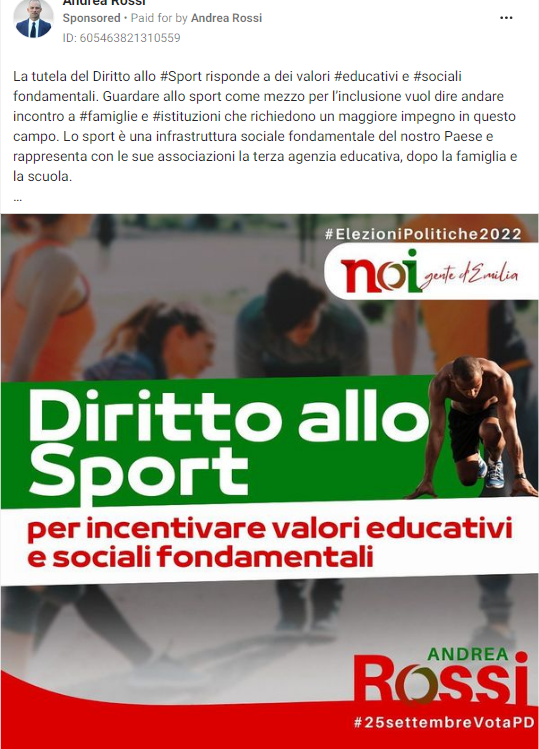 Andrea Rossi
Sponsored • Paid for by Andrea Rossi
ID: 605463821310559
La tutela del Diritto allo #Sport risponde a dei valori #educativi e #sociali
fondamentali. Guardare allo sport come mezzo per l'inclusione vuol dire andare
incontro a #famiglie e #istituzioni che richiedono un maggiore impegno in questo
campo. Lo sport è una infrastruttura sociale fondamentale del nostro Paese e
rappresenta con le sue associazioni la terza agenzia educativa, dopo la famiglia e
la scuola.
...
#ElezioniPolitiche2022
noi gente d'Emilia
Diritto allo
Sport
per incentivare valori educativi
e sociali fondamentali
ANDREA
Rossi
#25settembreVotaPD